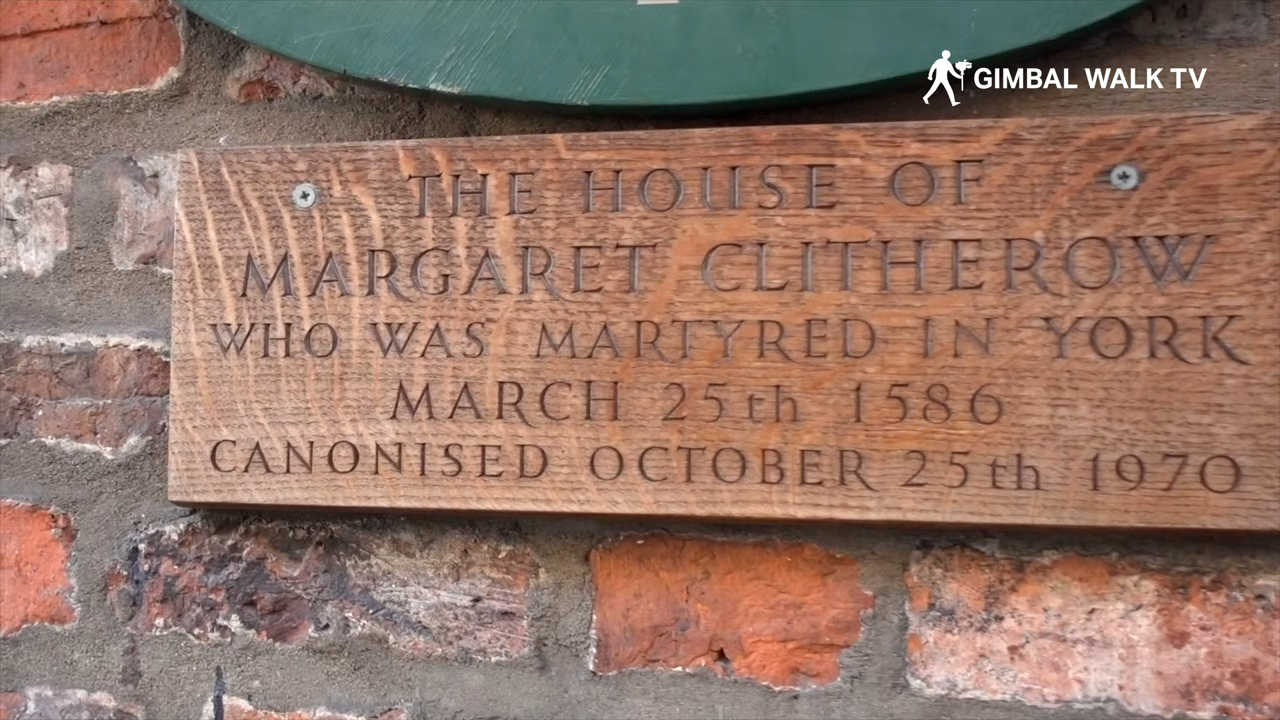 GIMBAL WALK TV
THE HOUSE OF
MARGARET CLITHEROW
WHO WAS MARTYRED IN YORK
MARCH 25th 1586
CANONISED OCTOBER 25th 1970